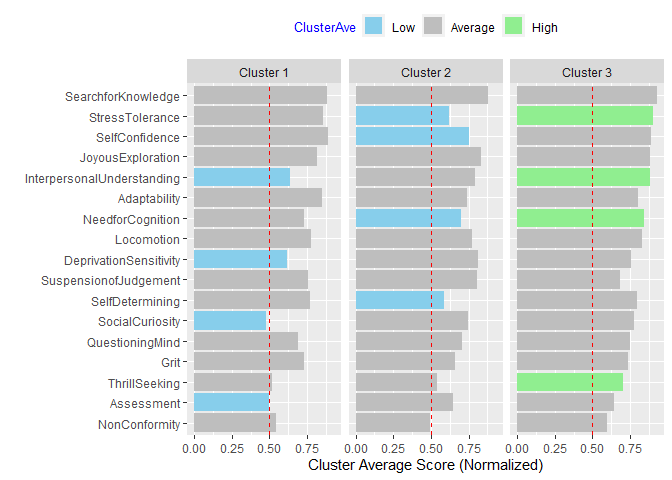 ClusterAve Low Average High
Cluster 1 Cluster 2 Cluster 3
SearchforKnowledge
StressTolerance
SelfConfidence
JoyousExploration
InterpersonalUnderstanding
Adaptability
NeedforCognition
Locomotion
DeprivationSensitivity
SuspensionofJudgement
SelfDetermining
SocialCuriosity
QuestioningMind
Grit
ThrillSeeking
Assessment
NonConformity
0.00 0.25 0.50 0.75 0.00 0.25 0.50 0.75 0.00 0.25 0.50 0.75
Cluster Average Score (Normalized)